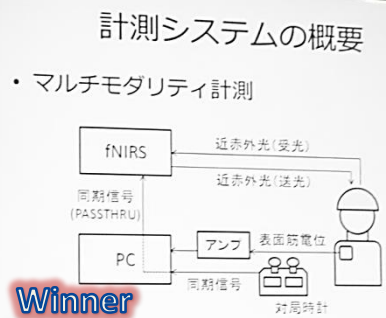 計測システムの概要
• マルチモダリティ計測
fNIRS
近赤外光(受光)
近赤外光(送光)
同期信号
(PASSTHRU)
PC
アンプ
表面筋電位
同期信号
対局時計
Winner